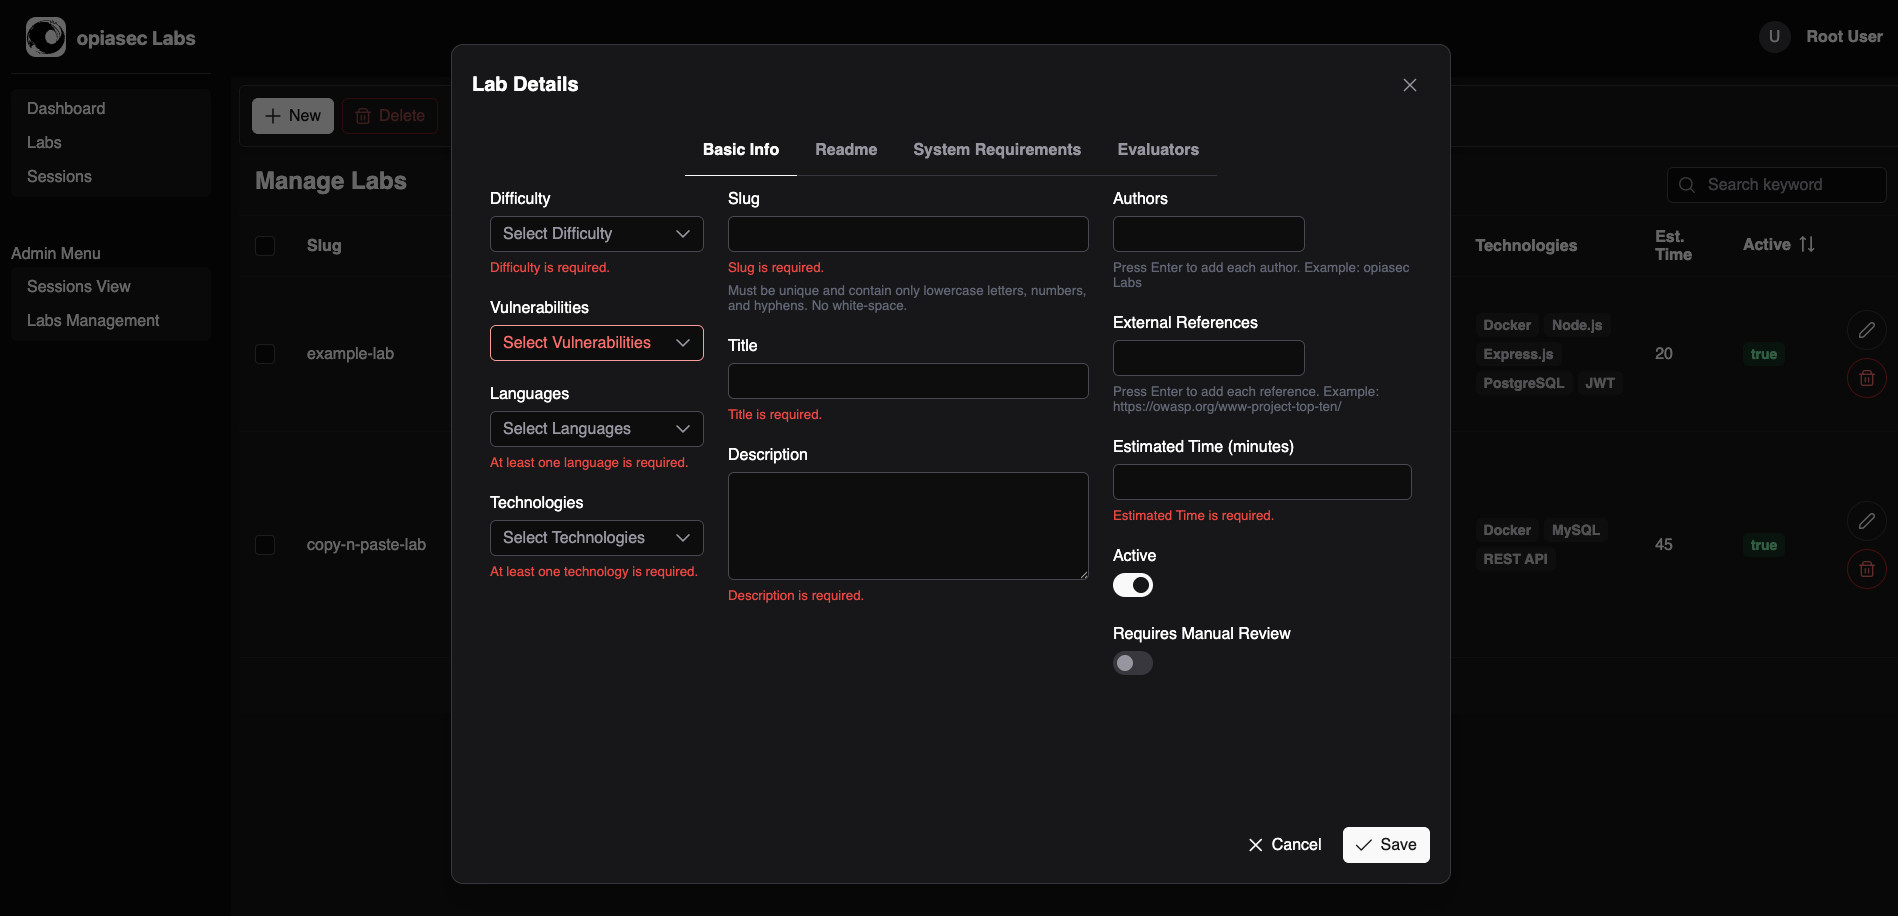 opiasec Labs
U
Root User
Dashboard
Labs
Sessions
Admin Menu
Sessions View
Labs Management
New
Delete
Manage Labs
Search keyword
Slug
Technologies
Est.
Time
Active
example-lab
Docker
Node.js
Express.js
PostgreSQL
JWT
20
true
copy-n-paste-lab
Docker
MySQL
REST API
45
true
Lab Details
Basic Info
Readme
System Requirements
Evaluators
Difficulty
Select Difficulty
Difficulty is required.
Vulnerabilities
Select Vulnerabilities
Languages
Select Languages
At least one language is required.
Technologies
Select Technologies
At least one technology is required.
Slug
Slug is required.
Must be unique and contain only lowercase letters, numbers,
and hyphens. No white-space.
Title
Title is required.
Description
Description is required.
Authors
Press Enter to add each author. Example: opiasec
Labs
External References
Press Enter to add each reference. Example:
https://owasp.org/www-project-top-ten/
Estimated Time (minutes)
Estimated Time is required.
Active
Requires Manual Review
Cancel
Save